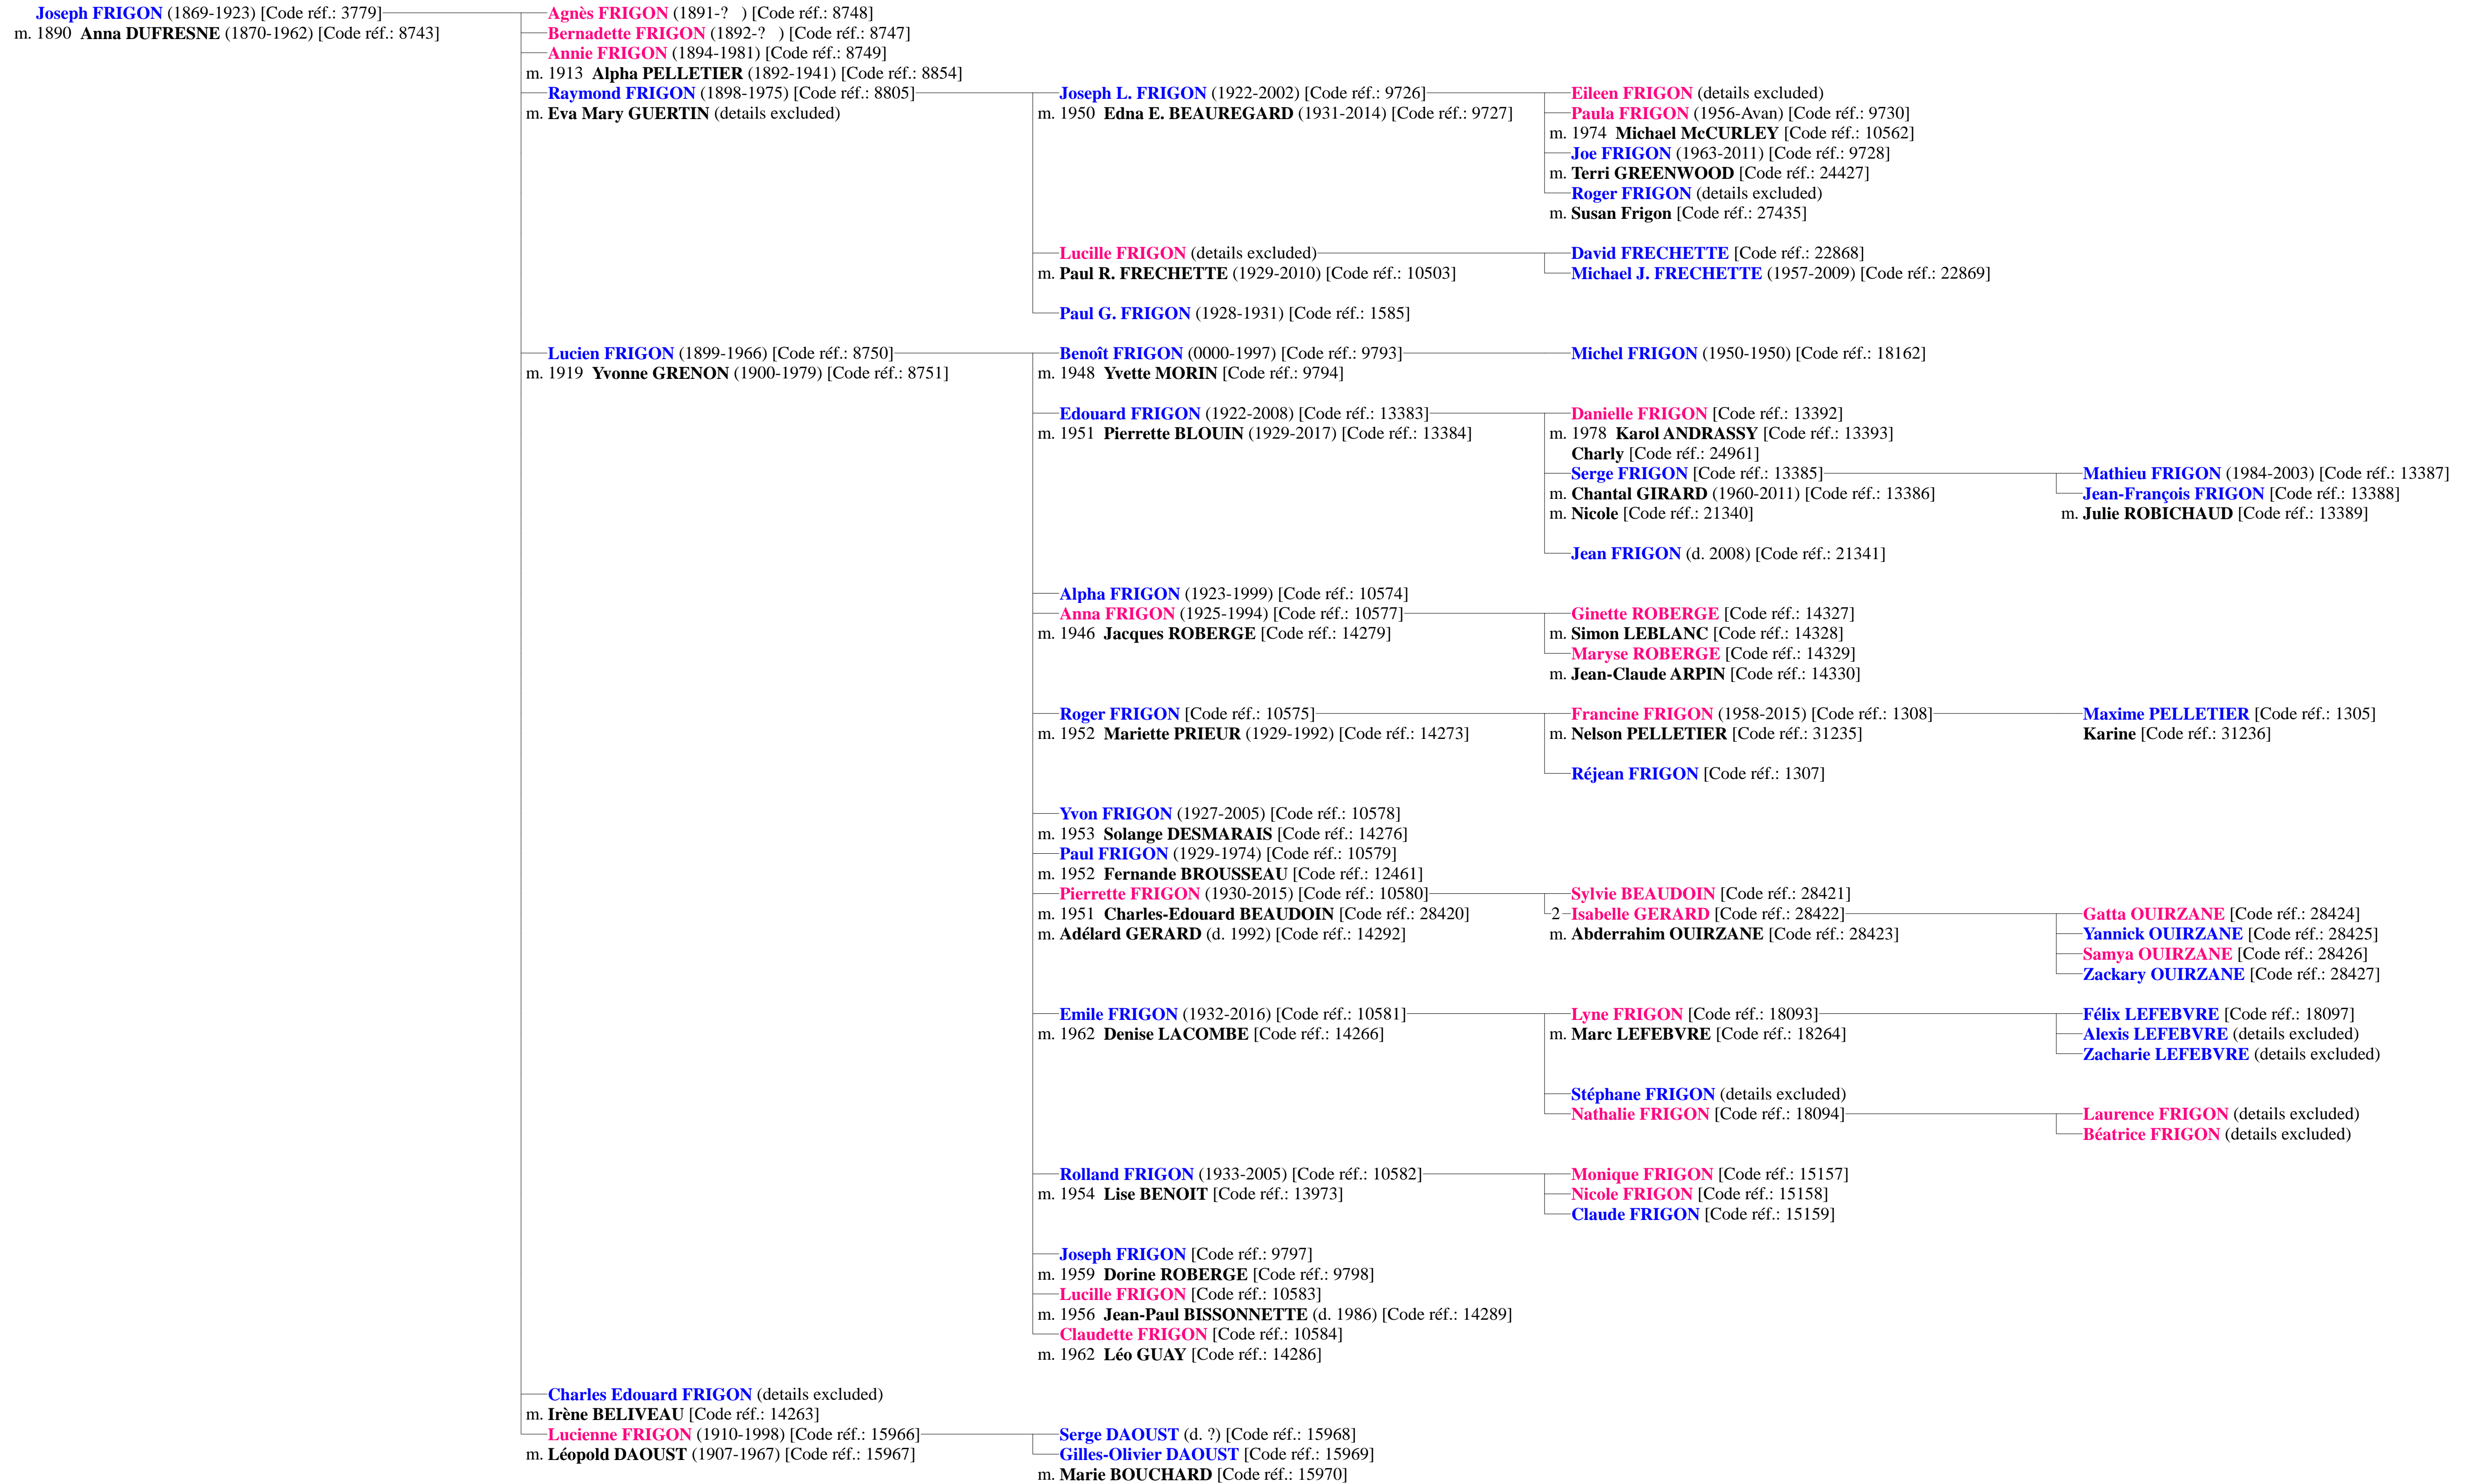 Joseph FRIGON (1869-1923) [Code réf.: 3779]
m. 1890 Anna DUFRESNE (1870-1962) [Code réf.: 8743]
Agnès FRIGON (1891-? ) [Code réf.: 8748]
Bernadette FRIGON (1892-? ) [Code réf.: 8747]
Annie FRIGON (1894-1981) [Code réf.: 8749]
m. 1913 Alpha PELLETIER (1892-1941) [Code réf.: 8854]
Raymond FRIGON (1898-1975) [Code réf.: 8805]
m. Eva Mary GUERTIN (details excluded)
Joseph L. FRIGON (1922-2002) [Code réf.: 9726]
m. 1950 Edna E. BEAUREGARD (1931-2014) [Code réf.: 9727]
Eileen FRIGON (details excluded)
Paula FRIGON (1956-Avan) [Code réf.: 9730]
m. 1974 Michael McCURLEY [Code réf.: 10562]
Joe FRIGON (1963-2011) [Code réf.: 9728]
m. Terri GREENWOOD [Code réf.: 24427]
Roger FRIGON (details excluded)
m. Susan Frigon [Code réf.: 27435]
Lucille FRIGON (details excluded)
m. Paul R. FRECHETTE (1929-2010) [Code réf.: 10503]
David FRECHETTE [Code réf.: 22868]
Michael J. FRECHETTE (1957-2009) [Code réf.: 22869]
Paul G. FRIGON (1928-1931) [Code réf.: 1585]
Lucien FRIGON (1899-1966) [Code réf.: 8750]
m. 1919 Yvonne GRENON (1900-1979) [Code réf.: 8751]
Benoît FRIGON (0000-1997) [Code réf.: 9793]
m. 1948 Yvette MORIN [Code réf.: 9794]
Michel FRIGON (1950-1950) [Code réf.: 18162]
Edouard FRIGON (1922-2008) [Code réf.: 13383]
m. 1951 Pierrette BLOUIN (1929-2017) [Code réf.: 13384]
Danielle FRIGON [Code réf.: 13392]
m. 1978 Karol ANDRASSY [Code réf.: 13393]
Charly [Code réf.: 24961]
Serge FRIGON [Code réf.: 13385]
m. Chantal GIRARD (1960-2011) [Code réf.: 13386]
m. Nicole [Code réf.: 21340]
Mathieu FRIGON (1984-2003) [Code réf.: 13387]
Jean-François FRIGON [Code réf.: 13388]
m. Julie ROBICHAUD [Code réf.: 13389]
Jean FRIGON (d. 2008) [Code réf.: 21341]
Alpha FRIGON (1923-1999) [Code réf.: 10574]
Anna FRIGON (1925-1994) [Code réf.: 10577]
m. 1946 Jacques ROBERGE [Code réf.: 14279]
Ginette ROBERGE [Code réf.: 14327]
m. Simon LEBLANC [Code réf.: 14328]
Maryse ROBERGE [Code réf.: 14329]
m. Jean-Claude ARPIN [Code réf.: 14330]
Roger FRIGON [Code réf.: 10575]
m. 1952 Mariette PRIEUR (1929-1992) [Code réf.: 14273]
Francine FRIGON (1958-2015) [Code réf.: 1308]
m. Nelson PELLETIER [Code réf.: 31235]
Maxime PELLETIER [Code réf.: 1305]
Karine [Code réf.: 31236]
Réjean FRIGON [Code réf.: 1307]
Yvon FRIGON (1927-2005) [Code réf.: 10578]
m. 1953 Solange DESMARAIS [Code réf.: 14276]
Paul FRIGON (1929-1974) [Code réf.: 10579]
m. 1952 Fernande BROUSSEAU [Code réf.: 12461]
Pierrette FRIGON (1930-2015) [Code réf.: 10580]
m. 1951 Charles-Edouard BEAUDOIN [Code réf.: 28420]
m. Adélard GERARD (d. 1992) [Code réf.: 14292]
Sylvie BEAUDOIN [Code réf.: 28421]
2 Isabelle GERARD [Code réf.: 28422]
m. Abderrahim OUIRZANE [Code réf.: 28423]
Gatta OUIRZANE [Code réf.: 28424]
Yannick OUIRZANE [Code réf.: 28425]
Samya OUIRZANE [Code réf.: 28426]
Zackary OUIRZANE [Code réf.: 28427]
Emile FRIGON (1932-2016) [Code réf.: 10581]
m. 1962 Denise LACOMBE [Code réf.: 14266]
Lyne FRIGON [Code réf.: 18093]
m. Marc LEFEBVRE [Code réf.: 18264]
Félix LEFEBVRE [Code réf.: 18097]
Alexis LEFEBVRE (details excluded)
Zacharie LEFEBVRE (details excluded)
Stéphane FRIGON (details excluded)
Nathalie FRIGON [Code réf.: 18094]
Laurence FRIGON (details excluded)
Béatrice FRIGON (details excluded)
Rolland FRIGON (1933-2005) [Code réf.: 10582]
m. 1954 Lise BENOIT [Code réf.: 13973]
Monique FRIGON [Code réf.: 15157]
Nicole FRIGON [Code réf.: 15158]
Claude FRIGON [Code réf.: 15159]
Joseph FRIGON [Code réf.: 9797]
m. 1959 Dorine ROBERGE [Code réf.: 9798]
Lucille FRIGON [Code réf.: 10583]
m. 1956 Jean-Paul BISSONNETTE (d. 1986) [Code réf.: 14289]
Claudette FRIGON [Code réf.: 10584]
m. 1962 Léo GUAY [Code réf.: 14286]
Charles Edouard FRIGON (details excluded)
m. Irène BELIVEAU [Code réf.: 14263]
Lucienne FRIGON (1910-1998) [Code réf.: 15966]
m. Léopold DAOUST (1907-1967) [Code réf.: 15967]
Serge DAOUST (d. ?) [Code réf.: 15968]
Gilles-Olivier DAOUST [Code réf.: 15969]
m. Marie BOUCHARD [Code réf.: 15970]